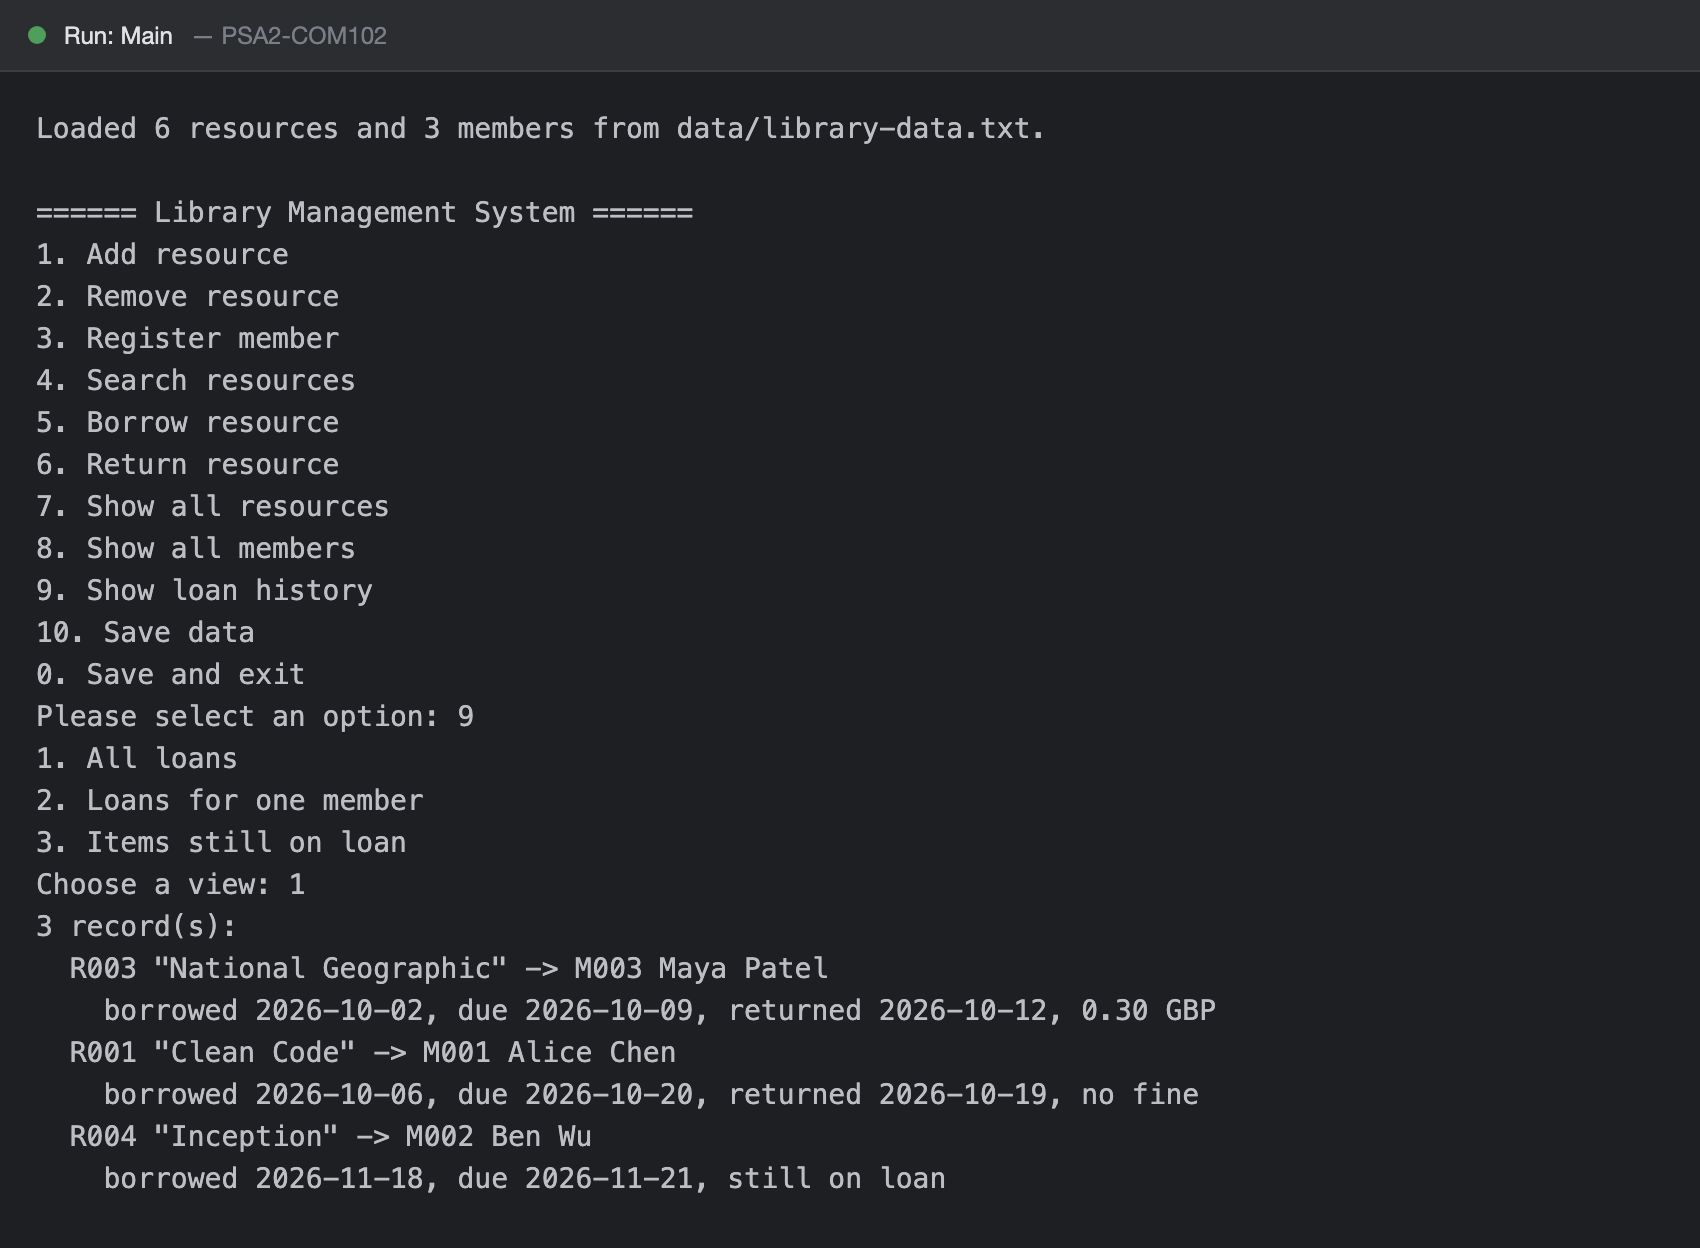 Run: Main — PSA2-COM102
Loaded 6 resources and 3 members from data/library-data.txt.
====== Library Management System ======
1. Add resource
2. Remove resource
3. Register member
4. Search resources
5. Borrow resource
6. Return resource
7. Show all resources
8. Show all members
9. Show loan history
10. Save data
0. Save and exit
Please select an option: 9
1. All loans
2. Loans for one member
3. Items still on loan
Choose a view: 1
3 record(s):
  R003 "National Geographic" -> M003 Maya Patel
    borrowed 2026-10-02, due 2026-10-09, returned 2026-10-12, 0.30 GBP
  R001 "Clean Code" -> M001 Alice Chen
    borrowed 2026-10-06, due 2026-10-20, returned 2026-10-19, no fine
  R004 "Inception" -> M002 Ben Wu
    borrowed 2026-11-18, due 2026-11-21, still on loan